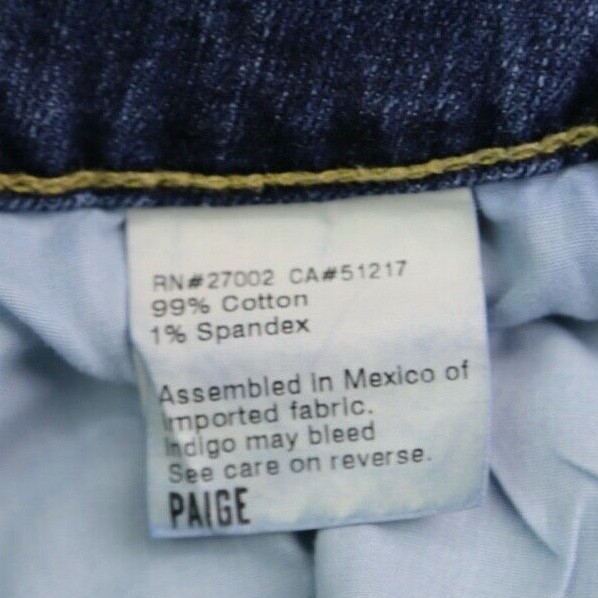 RN#27002 CA#51217
99% Cotton
1% Spandex
Assembled in Mexico of
imported fabric.
Indigo may bleed
See care on reverse.
PAIGE